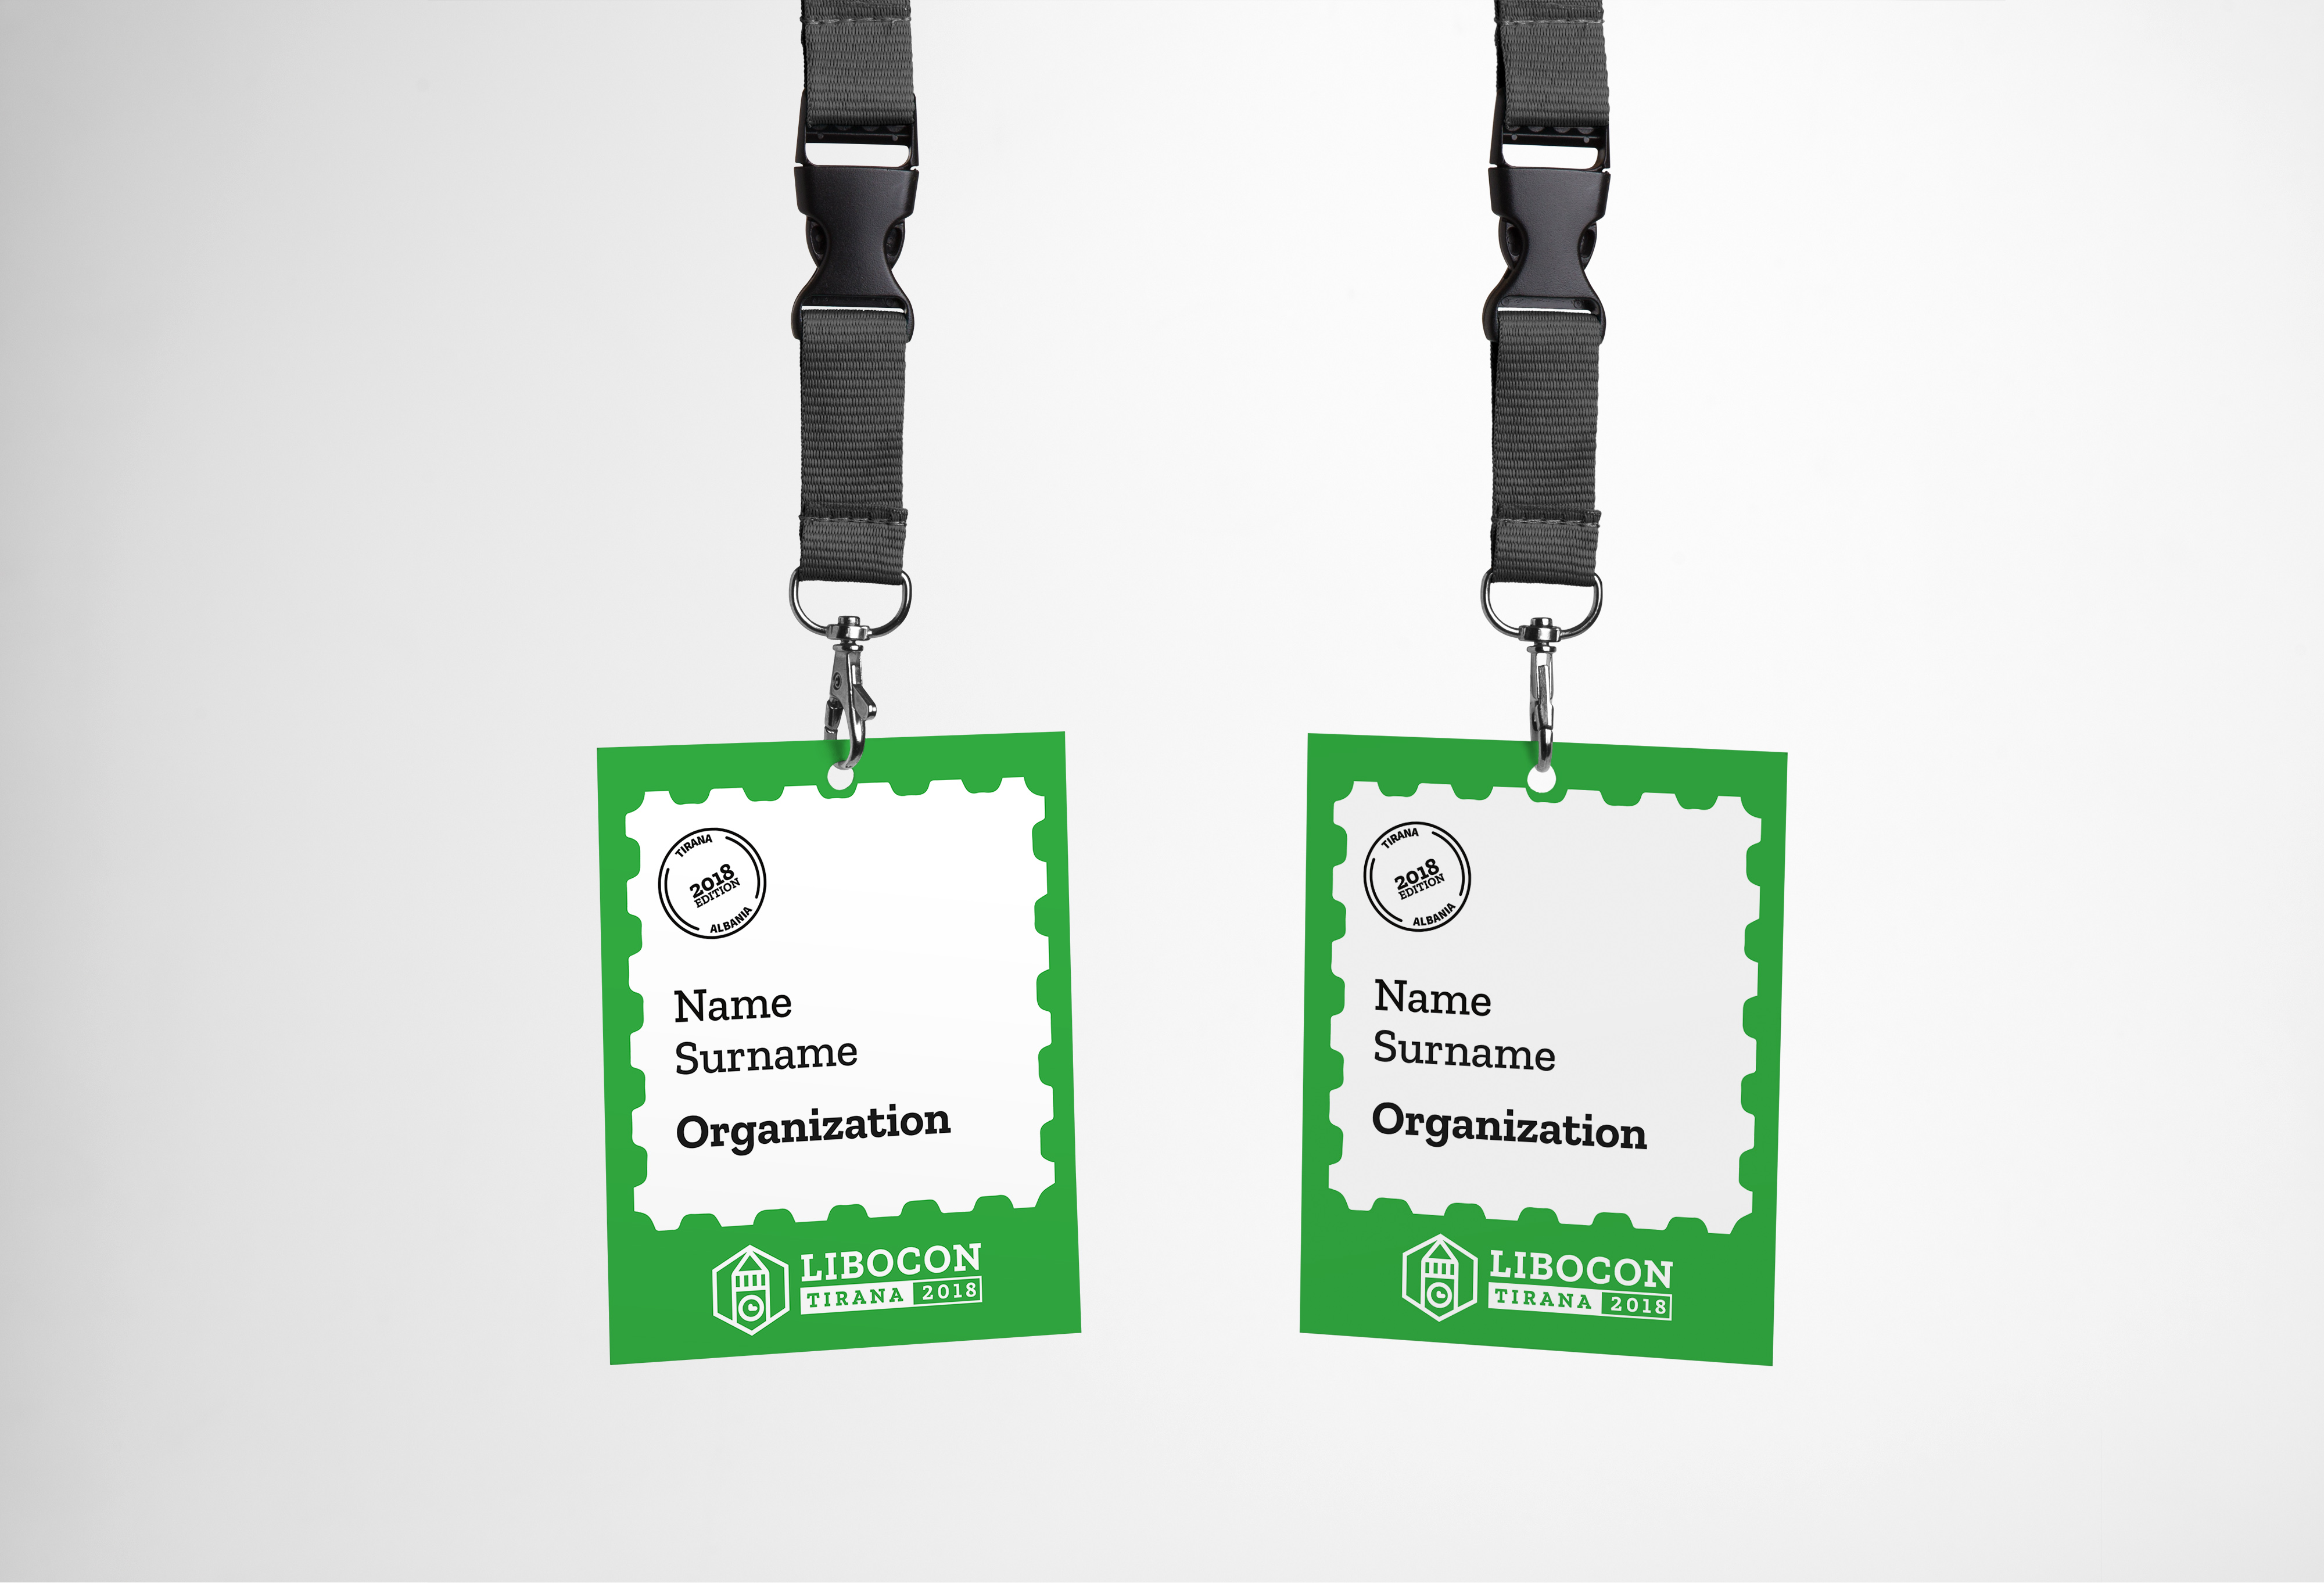 TIRANA
2018
EDITION
ALBANIA
Name
Surname
Organization
LIBOCON
TIRANA 2018
TIRANA
2018
EDITION
ALBANIA
Name
Surname
Organization
LIBOCON
TIRANA 2018